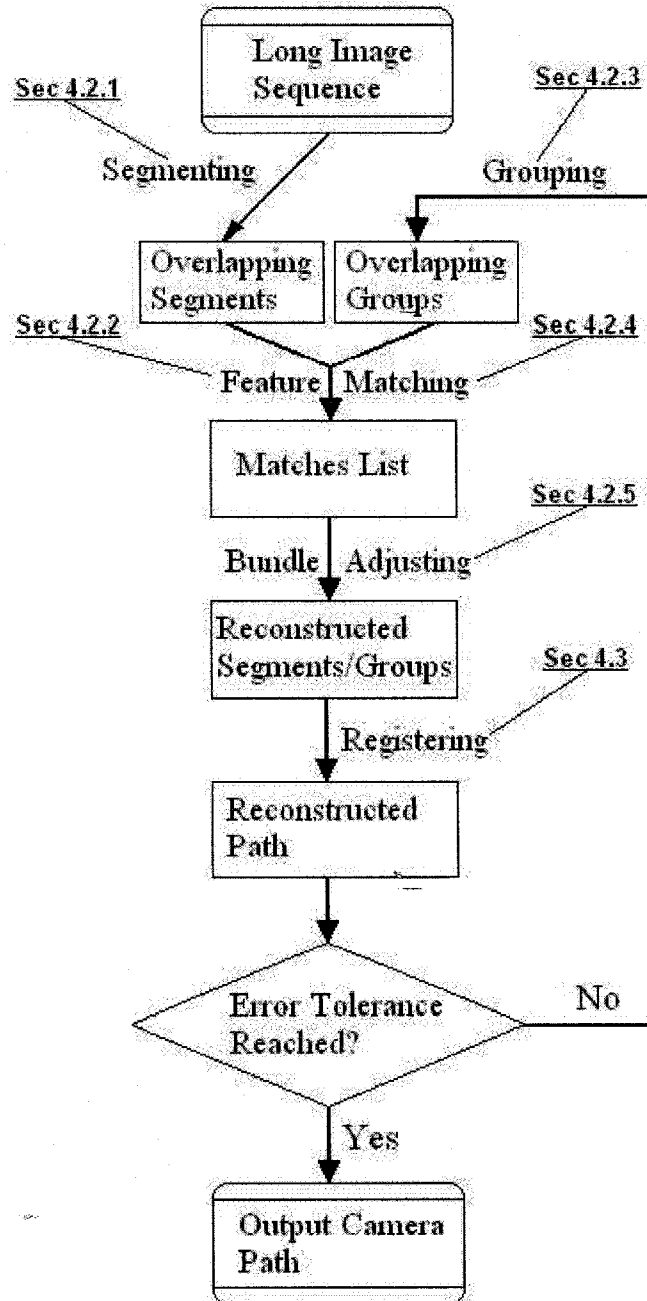 Long Image
Sequence
Sec 4.2.1
Sec 4.2.3
Segmenting
Grouping
Overlapping
Segments
Overlapping
Groups
Sec 4.2.2
Sec 4.2.4
Feature Matching
Matches List
Sec 4.2.5
Bundle Adjusting
Reconstructed
Segments/Groups
Sec 4.3
Registering
Reconstructed
Path
Error Tolerance
Reached?
No
Yes
Output Camera
Path